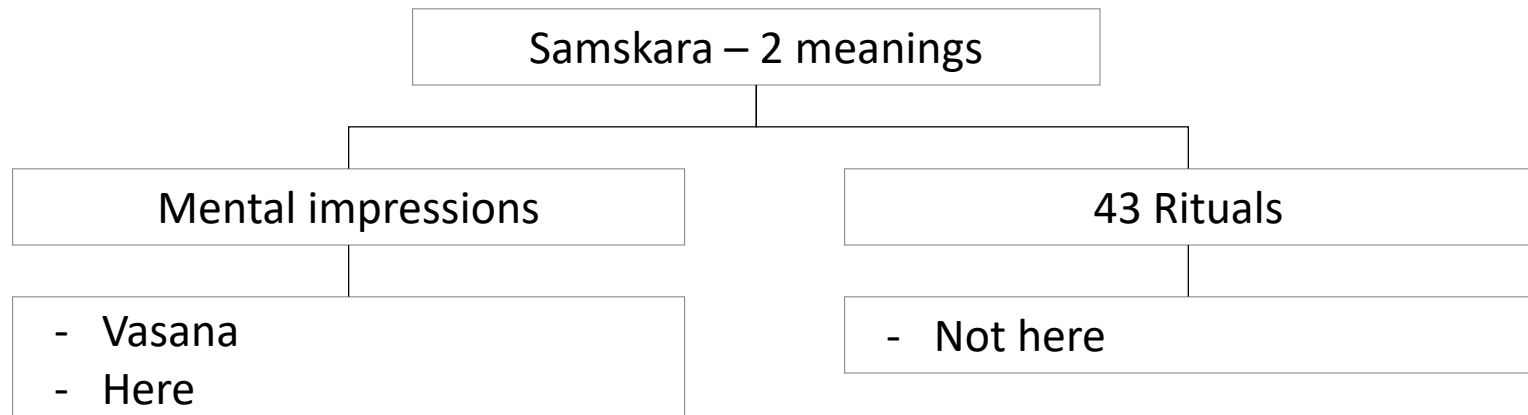 Samskara – 2 meanings
Mental impressions
43 Rituals
- Vasana
- Here
- Not here